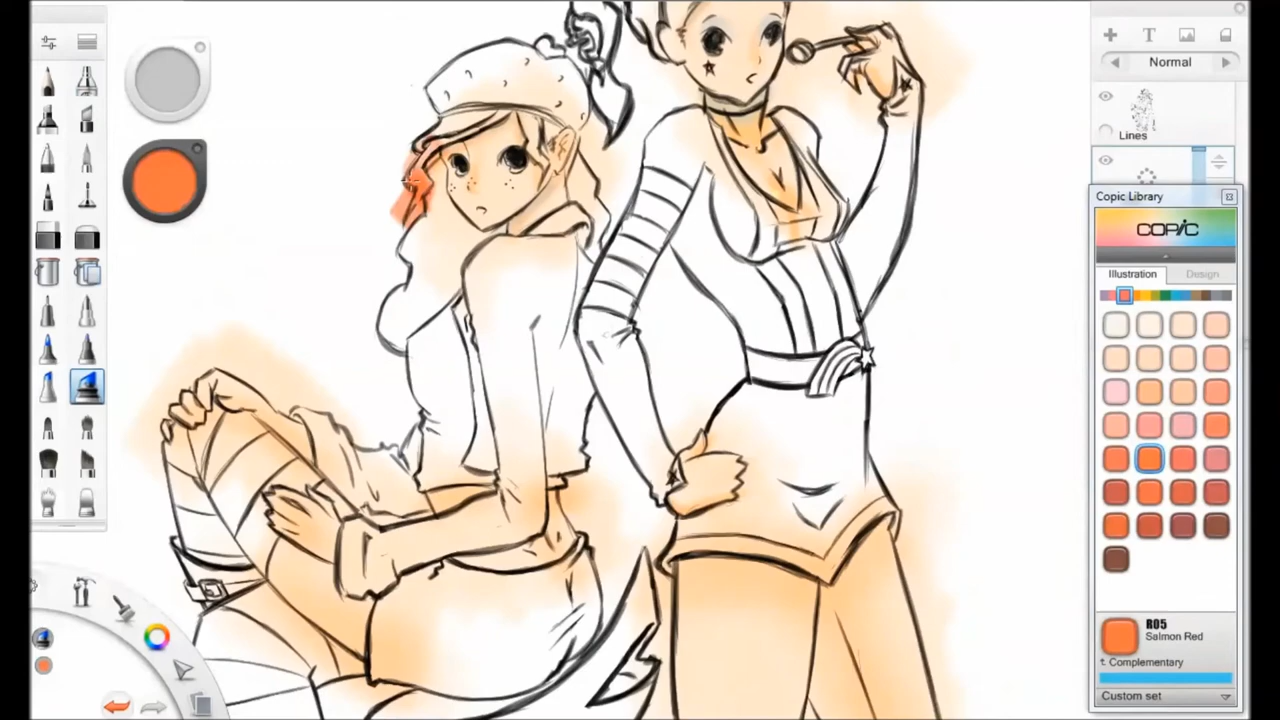 T
Normal
Lines
Copic Library
COPIC
Illustration
Design
R05
Salmon Red
Complementary
Custom set